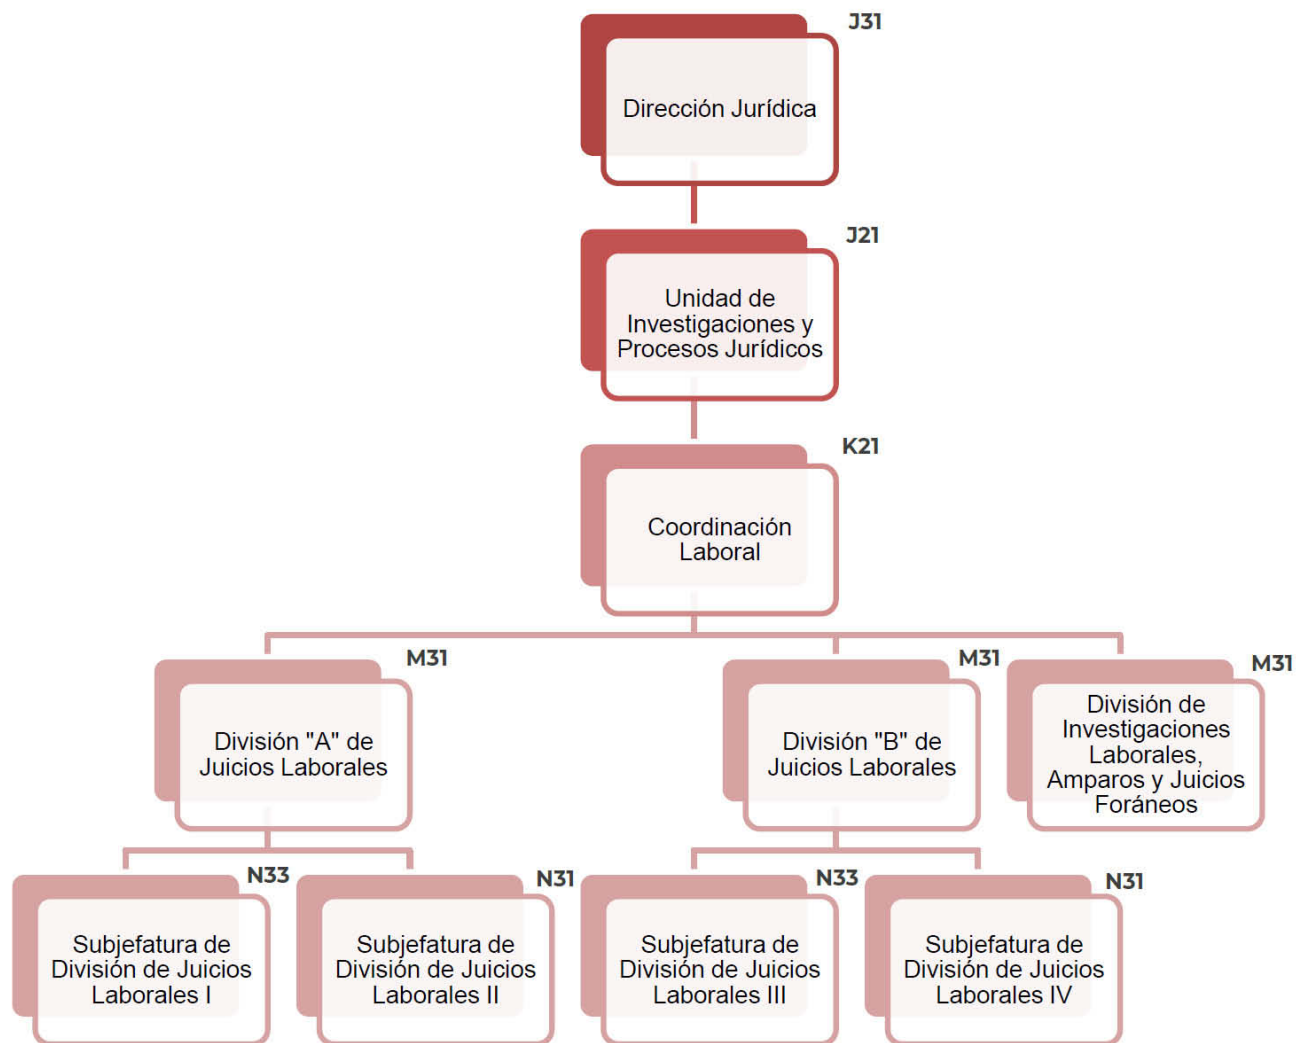 J31
Dirección Jurídica
J21
Unidad de
Investigaciones y
Procesos Jurídicos
K21
Coordinación
Laboral
M31
División "A" de
Juicios Laborales
M31
División "B" de
Juicios Laborales
M31
División de
Investigaciones
Laborales,
Amparos y Juicios
Foráneos
N33
Subjefatura de
División de Juicios
Laborales I
N31
Subjefatura de
División de Juicios
Laborales II
N33
Subjefatura de
División de Juicios
Laborales III
N31
Subjefatura de
División de Juicios
Laborales IV